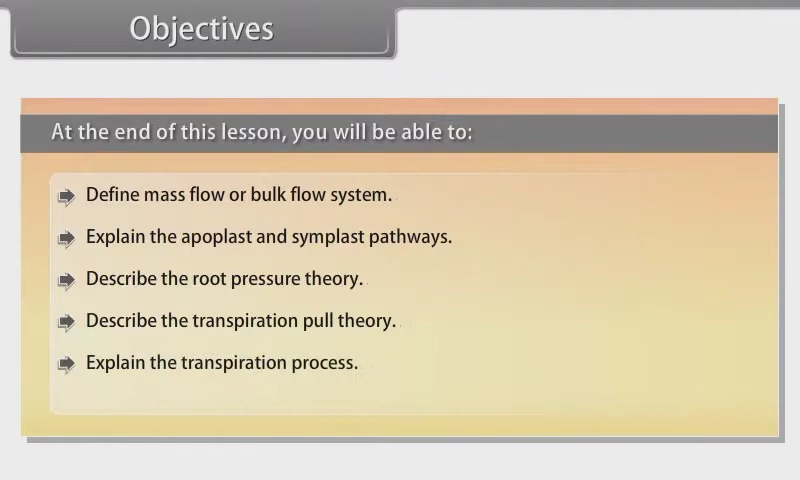 Objectives
At the end of this lesson, you will be able to:
Define mass flow or bulk flow system.
Explain the apoplast and symplast pathways.
Describe the root pressure theory.
Describe the transpiration pull theory.
Explain the transpiration process.